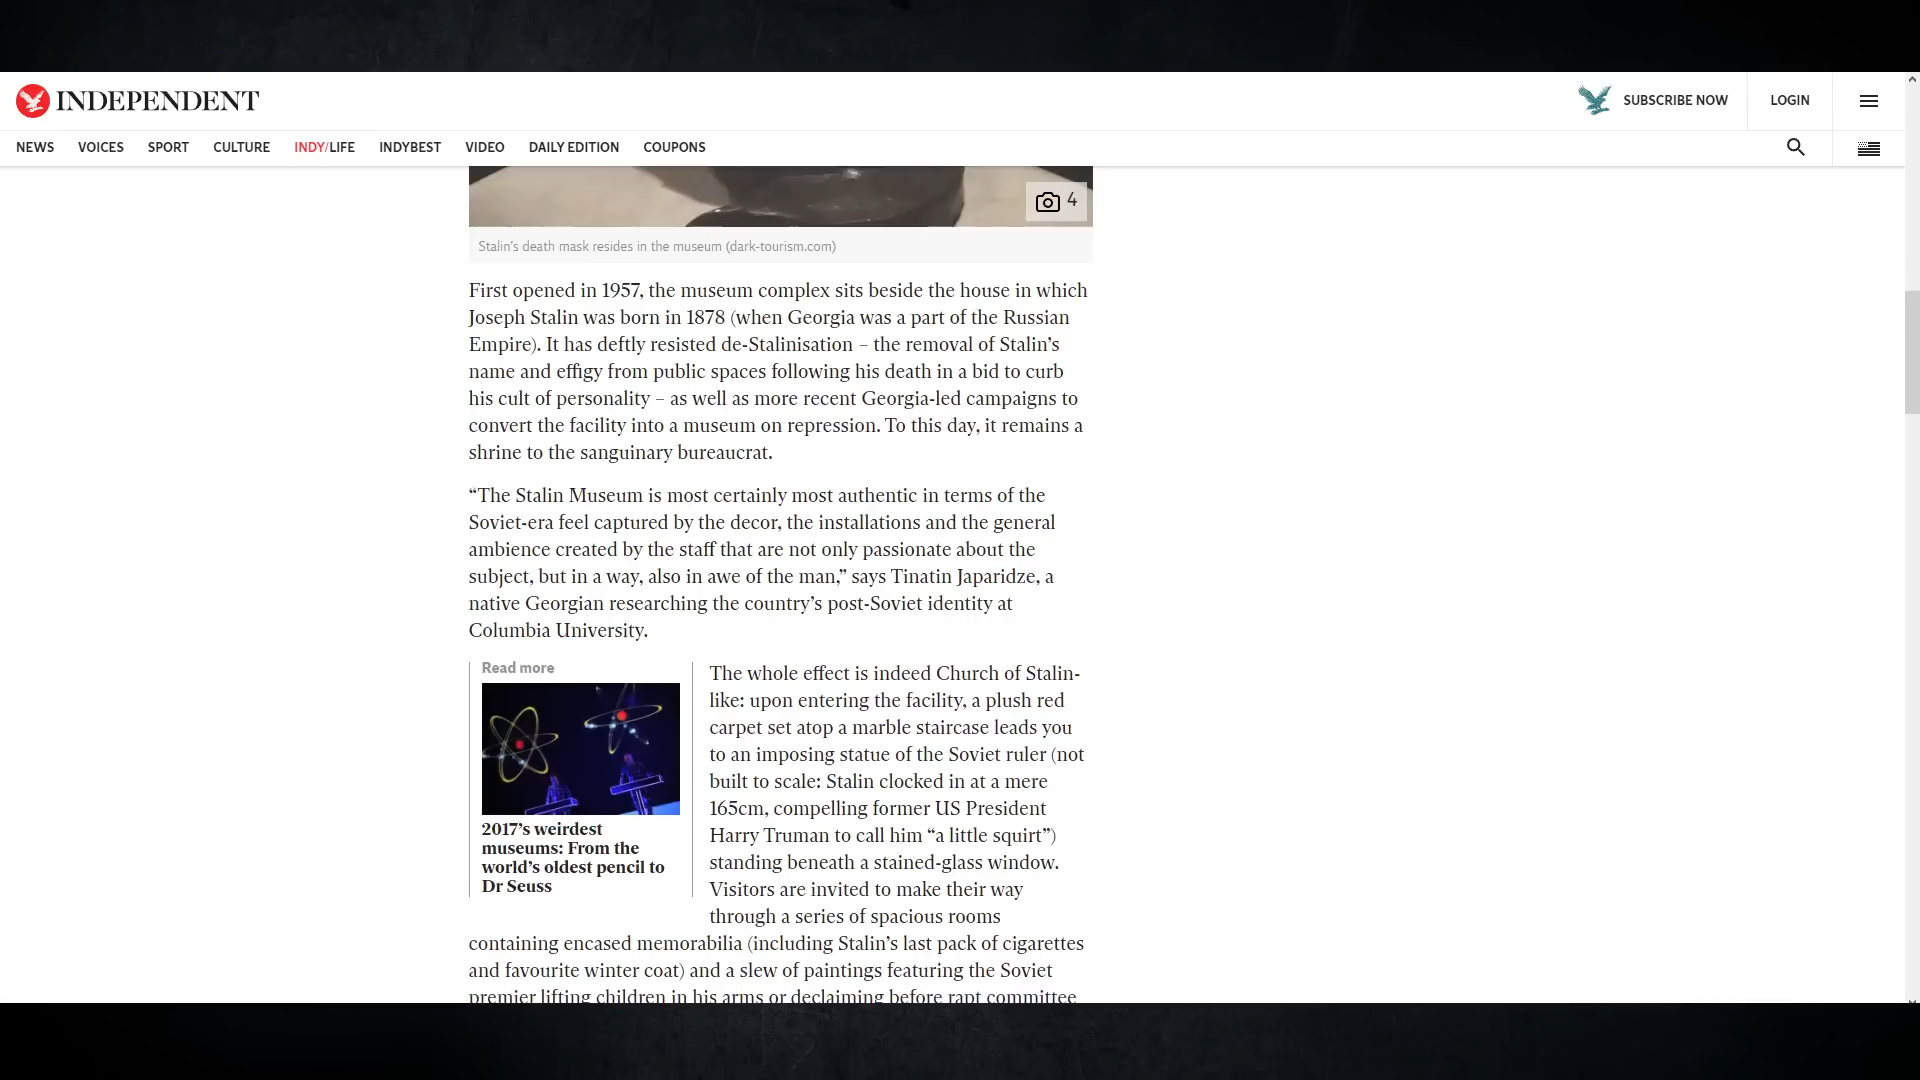 INDEPENDENT
SUBSCRIBE NOW
LOGIN
NEWS
VOICES
SPORT
CULTURE
INDY/LIFE
INDYBEST
VIDEO
DAILY EDITION
COUPONS
4
Stalin's death mask resides in the museum (dark-tourism.com)
First opened in 1957, the museum complex sits beside the house in which
Joseph Stalin was born in 1878 (when Georgia was a part of the Russian
Empire). It has deftly resisted de-Stalinisation – the removal of Stalin's
name and effigy from public spaces following his death in a bid to curb
his cult of personality – as well as more recent Georgia-led campaigns to
convert the facility into a museum on repression. To this day, it remains a
shrine to the sanguinary bureaucrat.
“The Stalin Museum is most certainly most authentic in terms of the
Soviet-era feel captured by the decor, the installations and the general
ambience created by the staff that are not only passionate about the
subject, but in a way, also in awe of the man,” says Tinatin Japaridze, a
native Georgian researching the country's post-Soviet identity at
Columbia University.
Read more
2017's weirdest
museums: From the
world's oldest pencil to
Dr Seuss
The whole effect is indeed Church of Stalin-
like: upon entering the facility, a plush red
carpet set atop a marble staircase leads you
to an imposing statue of the Soviet ruler (not
built to scale: Stalin clocked in at a mere
165cm, compelling former US President
Harry Truman to call him “a little squirt”)
standing beneath a stained-glass window.
Visitors are invited to make their way
through a series of spacious rooms
containing encased memorabilia (including Stalin's last pack of cigarettes
and favourite winter coat) and a slew of paintings featuring the Soviet
premier lifting children in his arms or declaiming before rapt committee